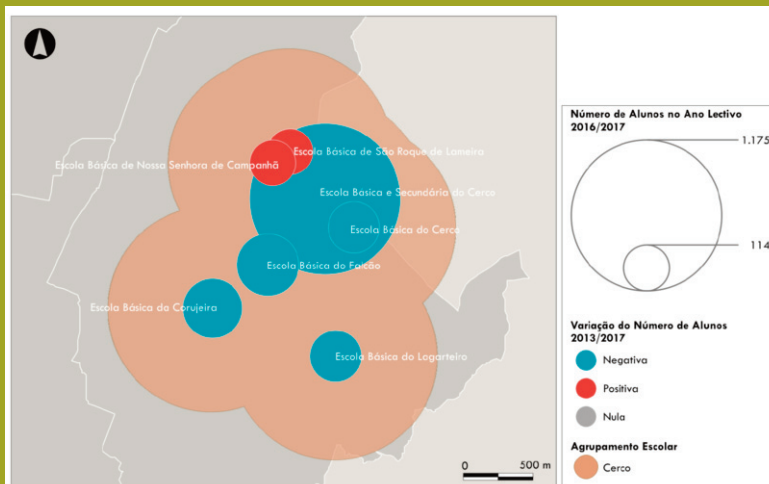 Escola Básica de São Roque da Lameira
Escola Básica de Nossa Senhora de Campanhã
Escola Básica e Secundária do Cerco
Escola Básica do Cerco
Escola Básica do Falcão
Escola Básica da Corujeira
Escola Básica do Lagarteiro
0 500 m
Número de Alunos no Ano Lectivo
2016/2017
1.175
114
Variação do Número de Alunos
2013/2017
Negativa
Positiva
Nula
Agrupamento Escolar
Cerco